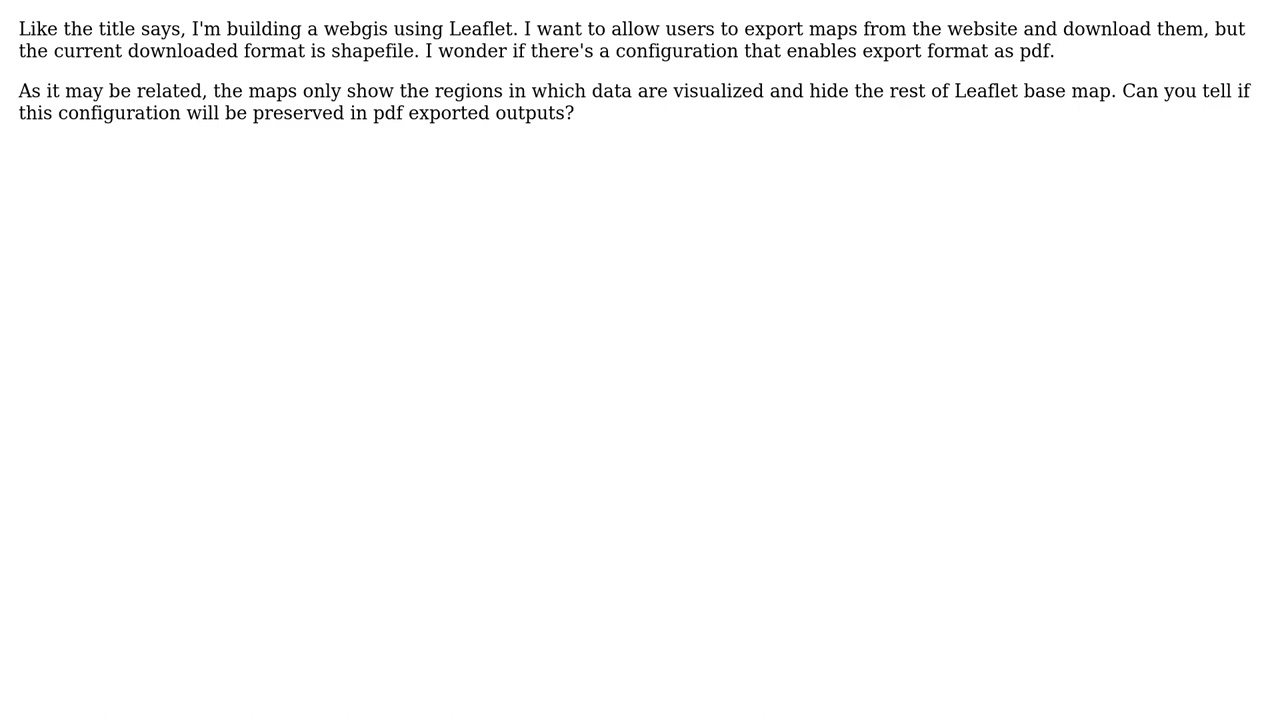 Like the title says, I'm building a webgis using Leaflet. I want to allow users to export maps from the website and download them, but
the current downloaded format is shapefile. I wonder if there's a configuration that enables export format as pdf.
As it may be related, the maps only show the regions in which data are visualized and hide the rest of Leaflet base map. Can you tell if
this configuration will be preserved in pdf exported outputs?